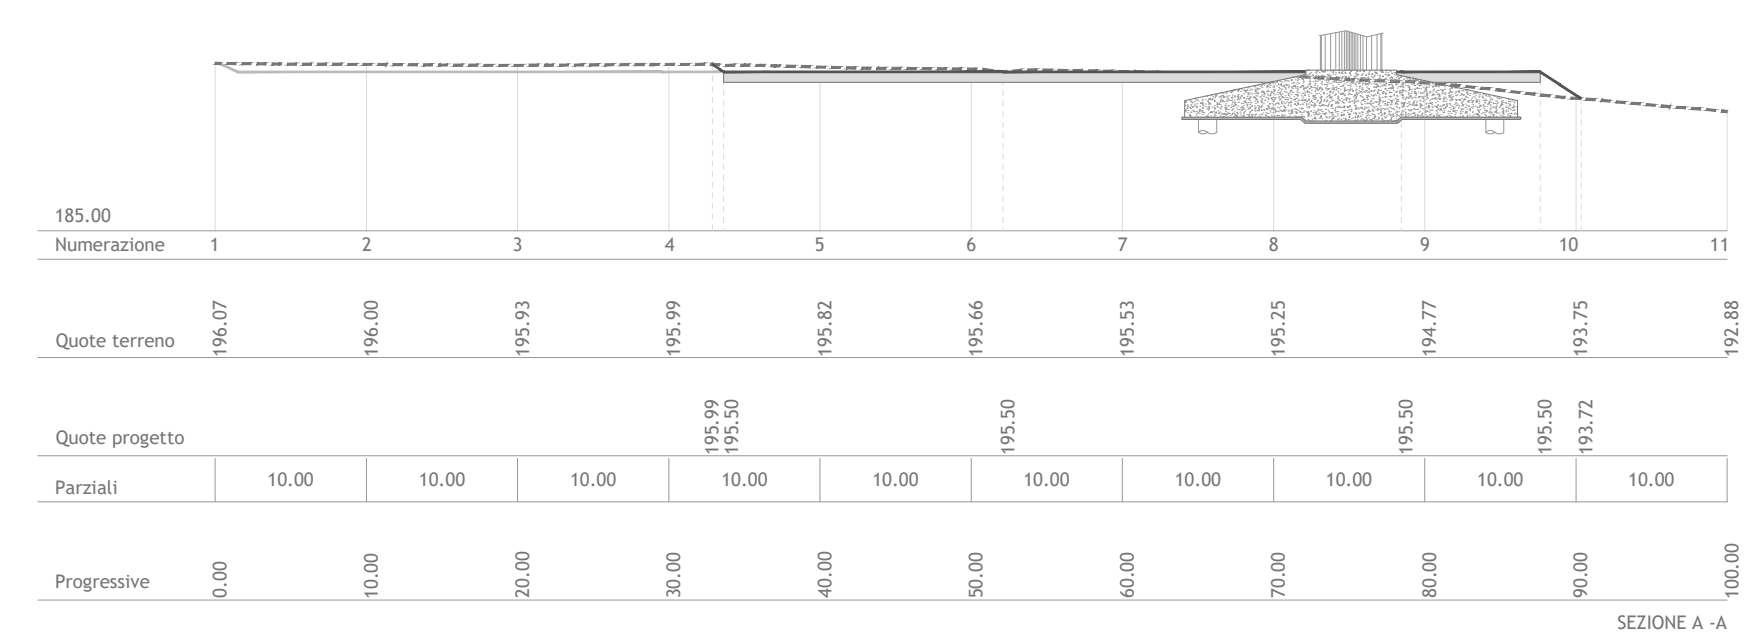 185.00
Numerazione 1 2 3 4 5 6 7 8 9 10 11
Quote terreno 196.07 196.00 195.93 195.99 195.82 195.66 195.53 195.25 194.77 193.75 192.88
Quote progetto 195.99 195.50 195.50 195.50 195.50 193.72
Parziali 10.00 10.00 10.00 10.00 10.00 10.00 10.00 10.00 10.00 10.00
Progressive 0.00 10.00 20.00 30.00 40.00 50.00 60.00 70.00 80.00 90.00 100.00
SEZIONE A -A